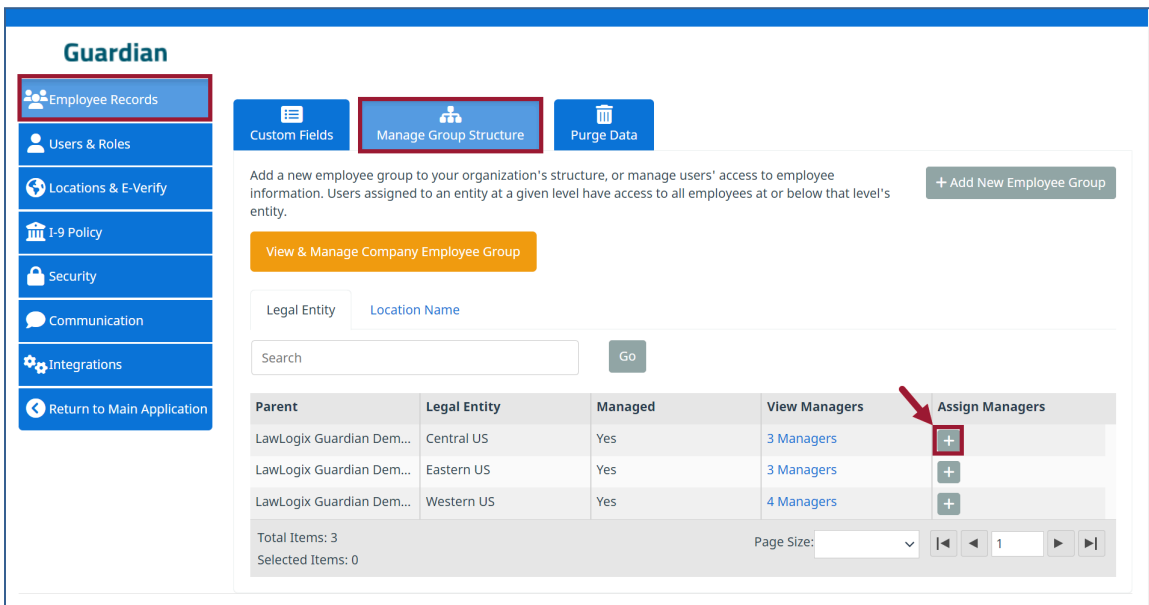 Guardian
Employee Records
Users & Roles
Locations & E-Verify
I-9 Policy
Security
Communication
Integrations
Return to Main Application
Custom Fields
Manage Group Structure
Purge Data
Add a new employee group to your organization's structure, or manage users' access to employee
information. Users assigned to an entity at a given level have access to all employees at or below that level's
entity.
+ Add New Employee Group
View & Manage Company Employee Group
Legal Entity Location Name
Search Go
Parent Legal Entity Managed View Managers Assign Managers
LawLogix Guardian Dem... Central US Yes 3 Managers +
LawLogix Guardian Dem... Eastern US Yes 3 Managers +
LawLogix Guardian Dem... Western US Yes 4 Managers +
Total Items: 3
Selected Items: 0
Page Size: 1